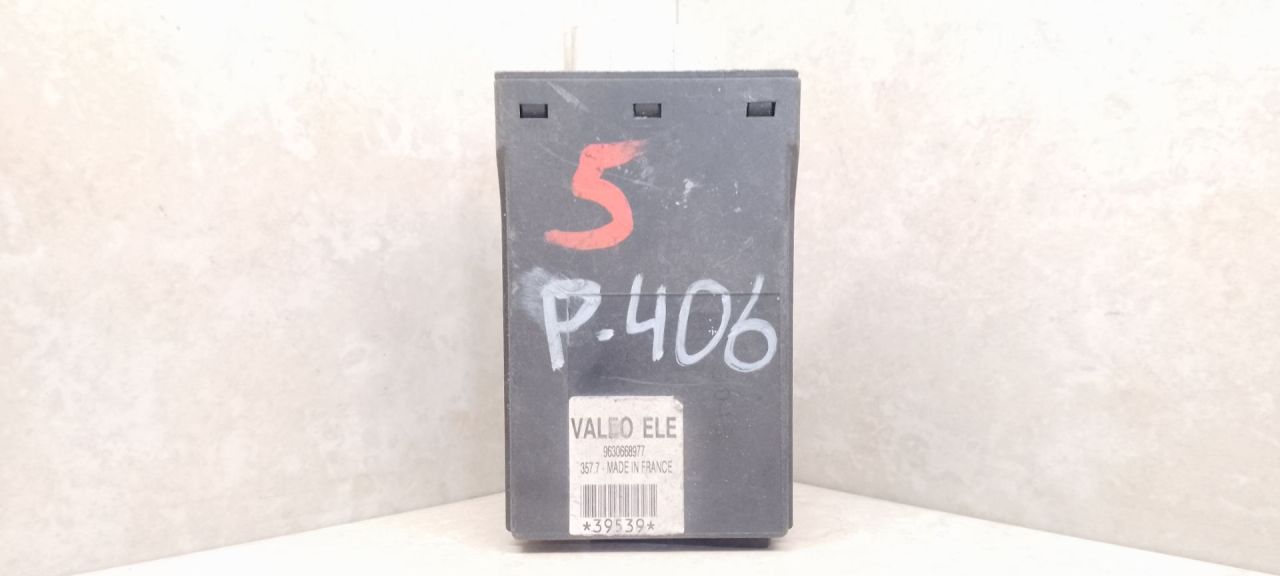 5
P.406
VALEO ELE
9630668977
357.7 - MADE IN FRANCE
*39539*